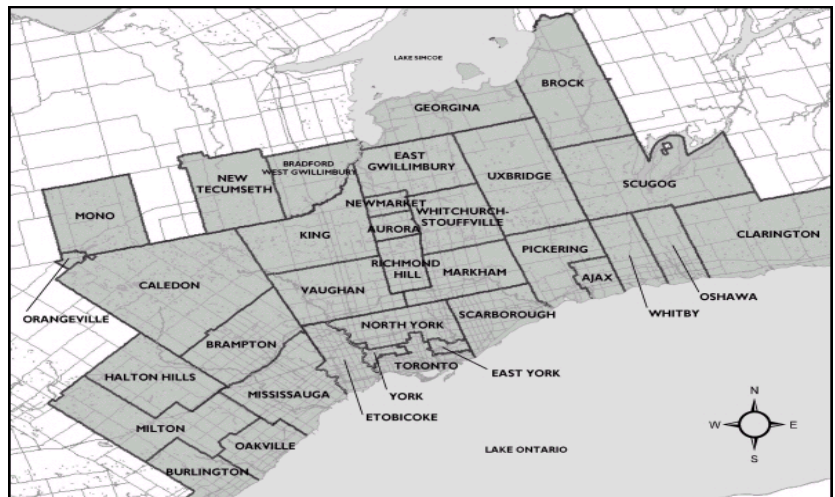 LAKE SIMCOE
BROCK
GEORGINA
BRADFORD
WEST GWILLIMBURY
EAST
GWILLIMBURY
NEW
TECUMSETH
UXBRIDGE
SCUGOG
MONO
NEWMARKET
WHITCHURCH-
STOUFFVILLE
KING
AURORA
CLARINGTON
PICKERING
RICHMOND
HILL
MARKHAM
AJAX
CALEDON
VAUGHAN
OSHAWA
WHITBY
ORANGEVILLE
SCARBOROUGH
NORTH YORK
BRAMPTON
TORONTO
EAST YORK
HALTON HILLS
MISSISSAUGA
YORK
ETOBICOKE
MILTON
OAKVILLE
BURLINGTON
LAKE ONTARIO
N
W
E
S